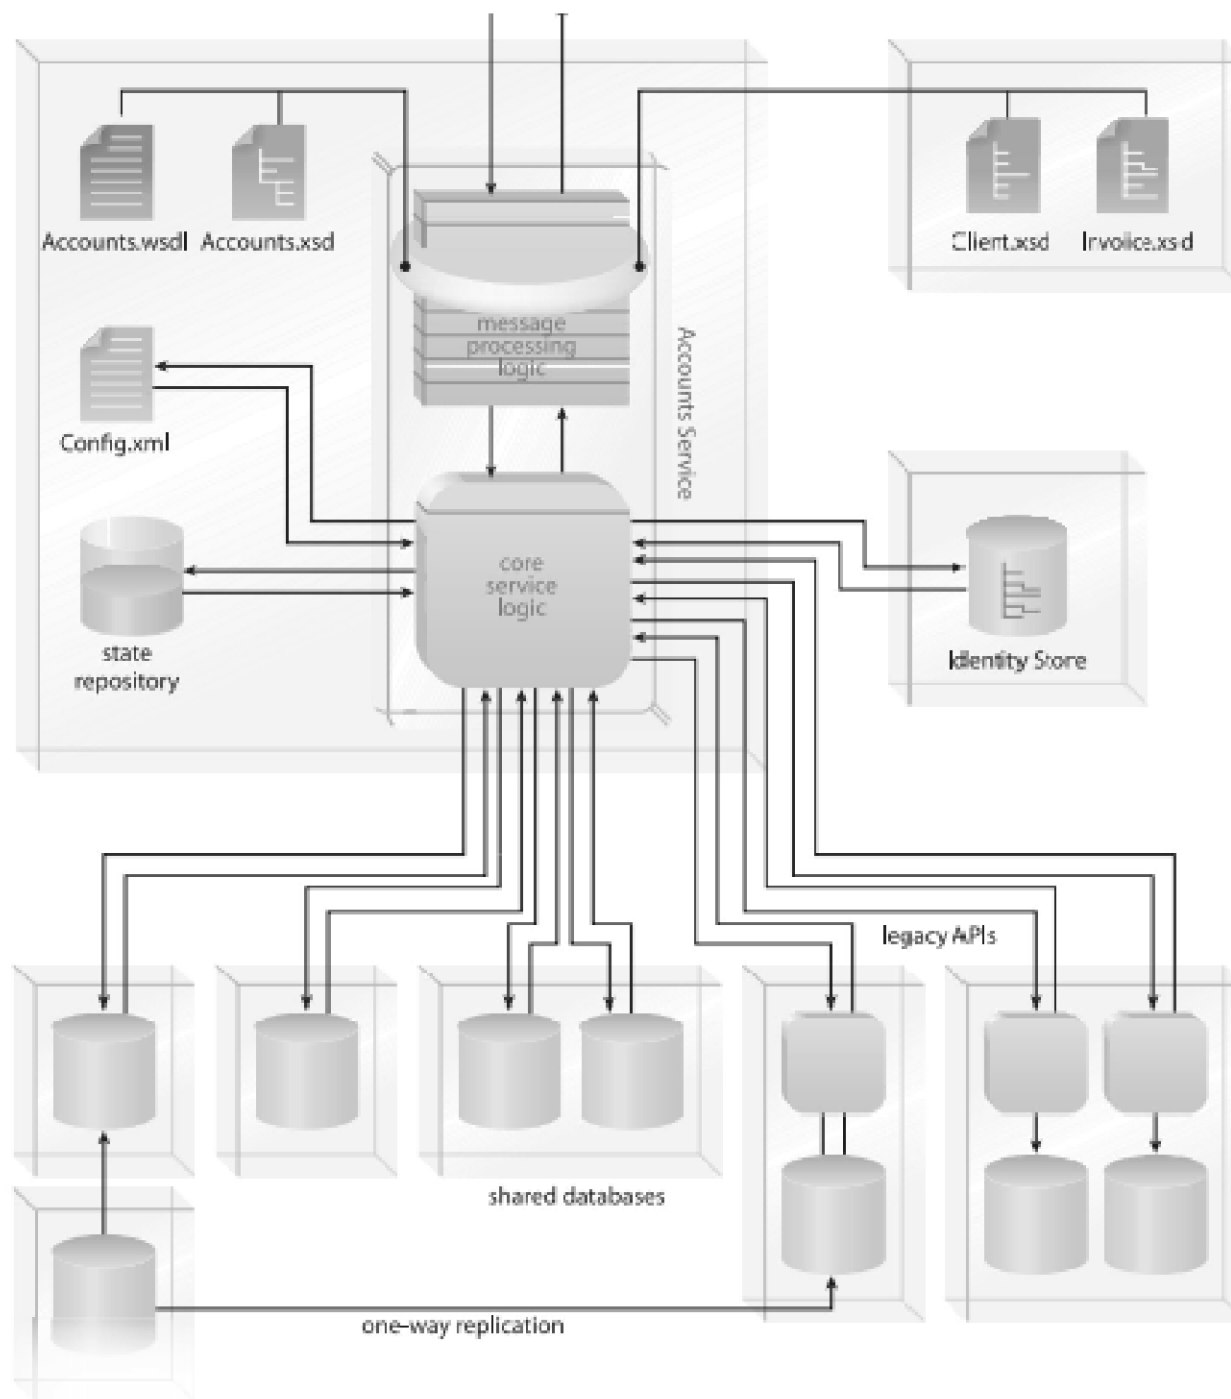 Accounts.wsdl Accounts.xsd
Client.xsd Invoice.xsd
message
processing
logic
Accounts Service
Config.xml
core
service
logic
state
repository
Identity Store
legacy APIs
shared databases
one-way replication